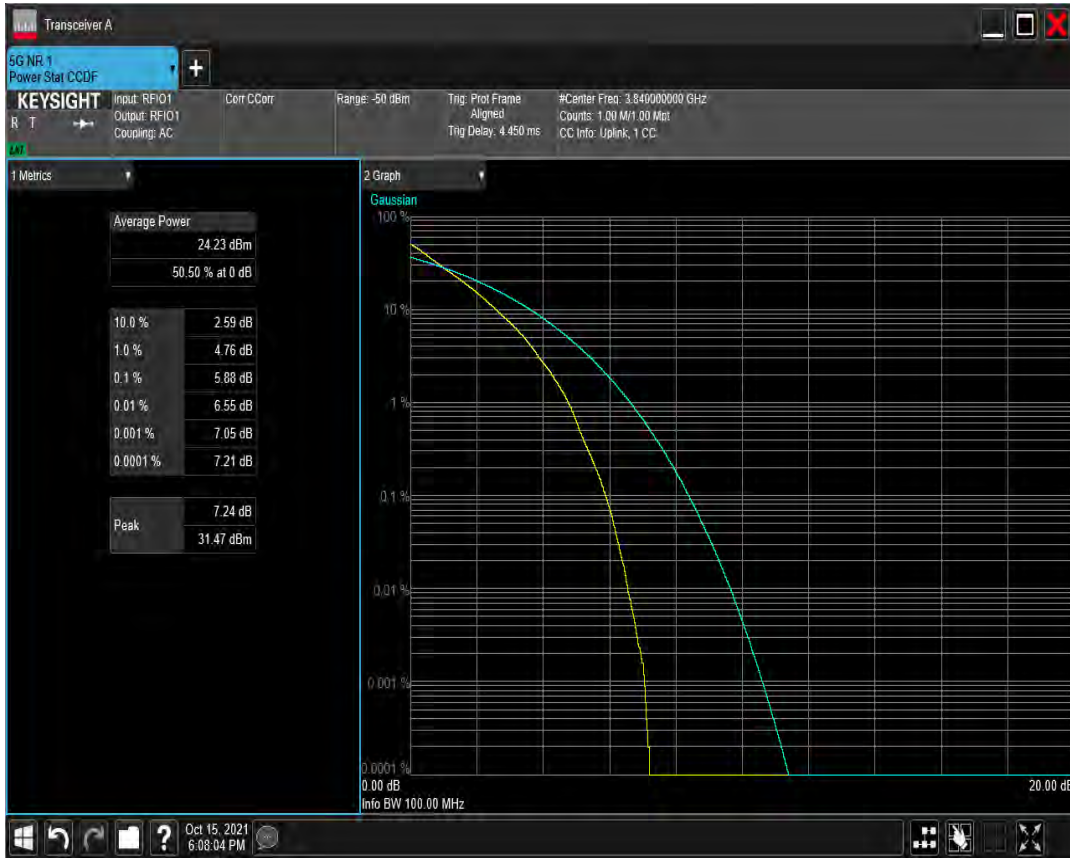 Transceiver A
5G NR 1
Power Stat CCDF
+
KEYSIGHT
R T
LXI
Input: RFIO1
Output: RFIO1
Coupling: AC
Corr CCorr
Range: -50 dBm
Trig: Prot Frame
Aligned
Trig Delay: 4.450 ms
#Center Freq: 3.840000000 GHz
Counts: 1.00 M/1.00 Mpt
CC Info: Uplink, 1 CC
1 Metrics
Average Power
24.23 dBm
50.50 % at 0 dB
10.0 % 2.59 dB
1.0 % 4.76 dB
0.1 % 5.88 dB
0.01 % 6.55 dB
0.001 % 7.05 dB
0.0001 % 7.21 dB
Peak
7.24 dB
31.47 dBm
2 Graph
Gaussian
100 %
10 %
1 %
0.1 %
0.01 %
0.001 %
0.0001 %
0.00 dB
20.00 dB
Info BW 100.00 MHz
?
Oct 15, 2021
6:08:04 PM